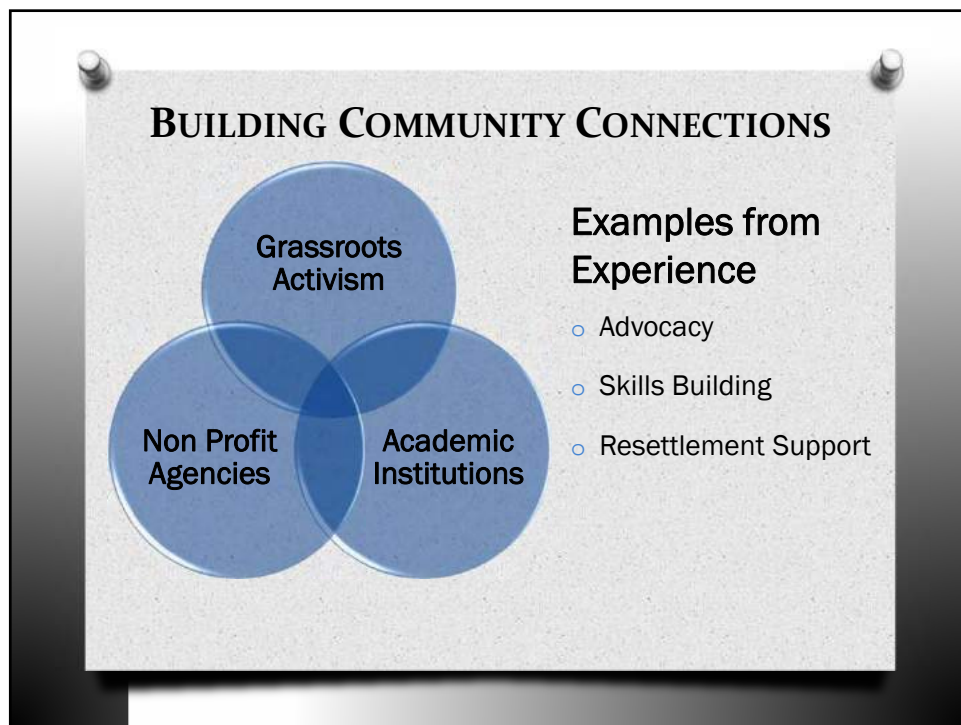 BUILDING COMMUNITY CONNECTIONS
Grassroots
Activism
Non Profit
Agencies
Academic
Institutions
Examples from
Experience
o Advocacy
o Skills Building
o Resettlement Support